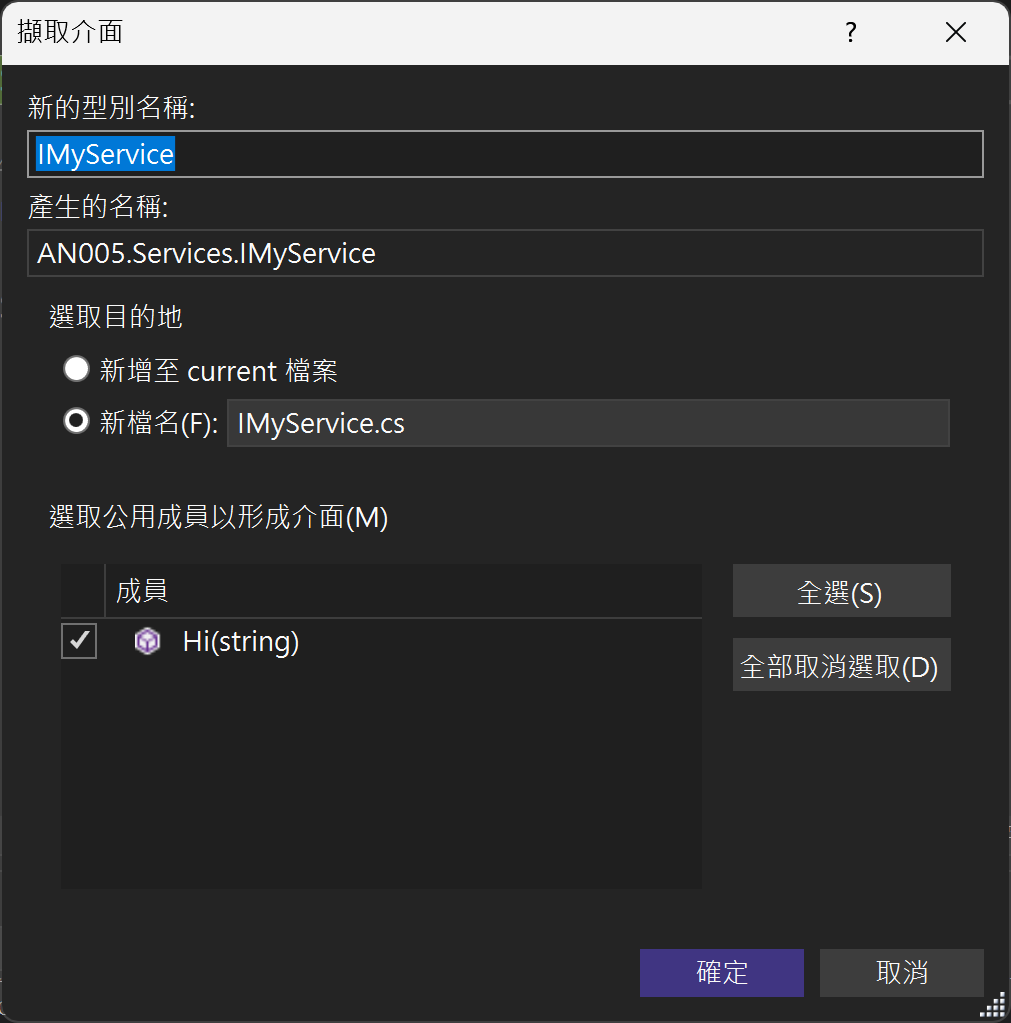 擷取介面 ?
新的型別名稱:
IMyService
產生的名稱:
AN005.Services.IMyService
選取目的地
新增至 current 檔案
新檔名(F): IMyService.cs
選取公用成員以形成介面(M)
成員
Hi(string)
全選(S)
全部取消選取(D)
確定 取消